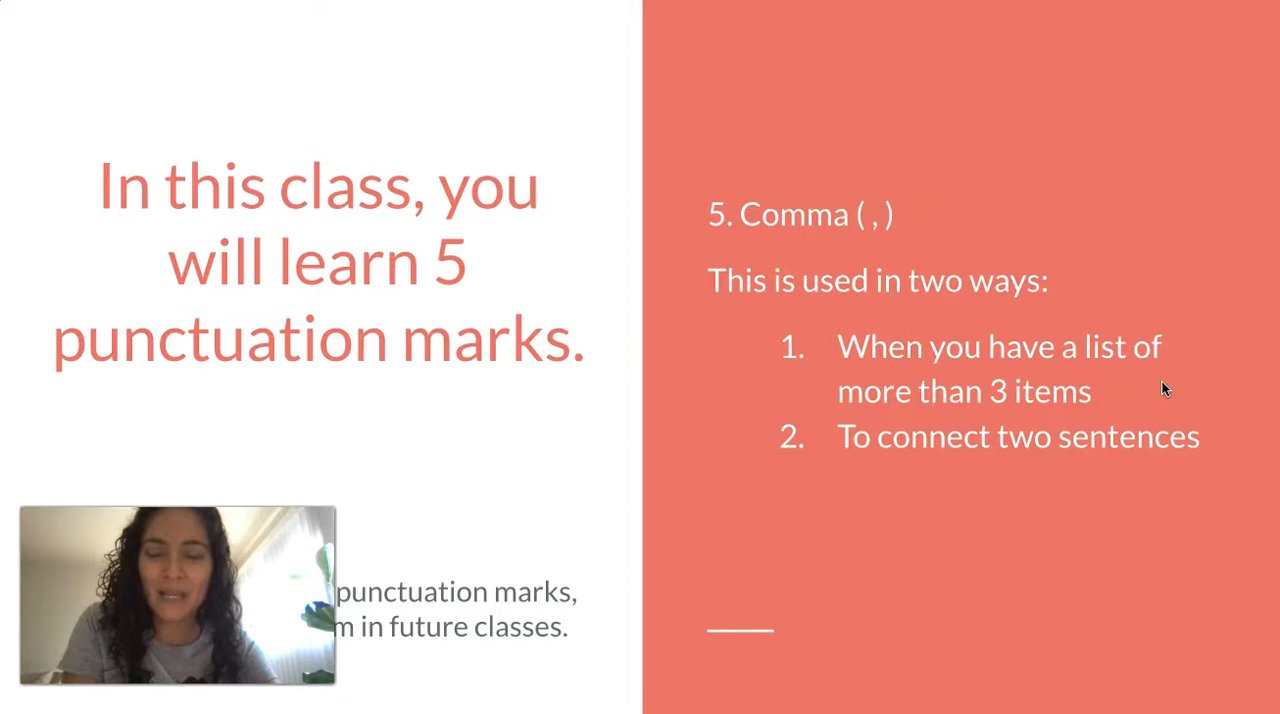 In this class, you
will learn 5
punctuation marks.
punctuation marks,
in future classes.
5. Comma ( , )
This is used in two ways:
1. When you have a list of
more than 3 items
2. To connect two sentences